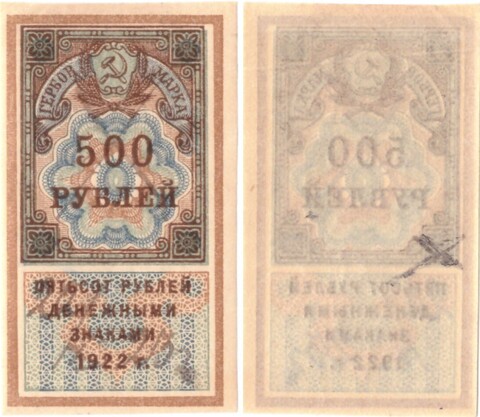 ГЕРБОВ. МАРКА
500
РУБЛЕЙ
ПЯТЬСОТ РУБЛЕЙ
ДЕНЕЖНЫМИ
ЗНАКАМИ
1922 г.